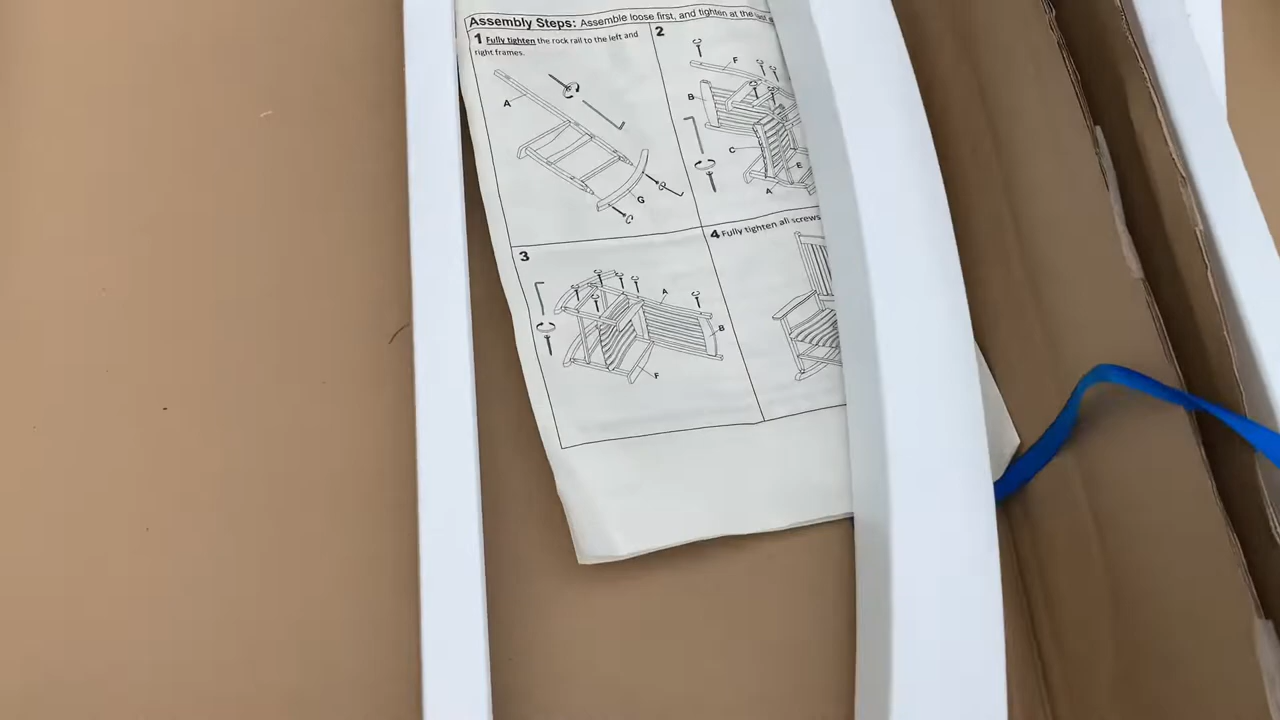 Assembly Steps: Assemble loose first, and tighten at the
1 Fully tighten the rock rail to the left and
right frames.
A
G
2
F
B
C
E
A
3
A
B
F
4 Fully tighten all screws